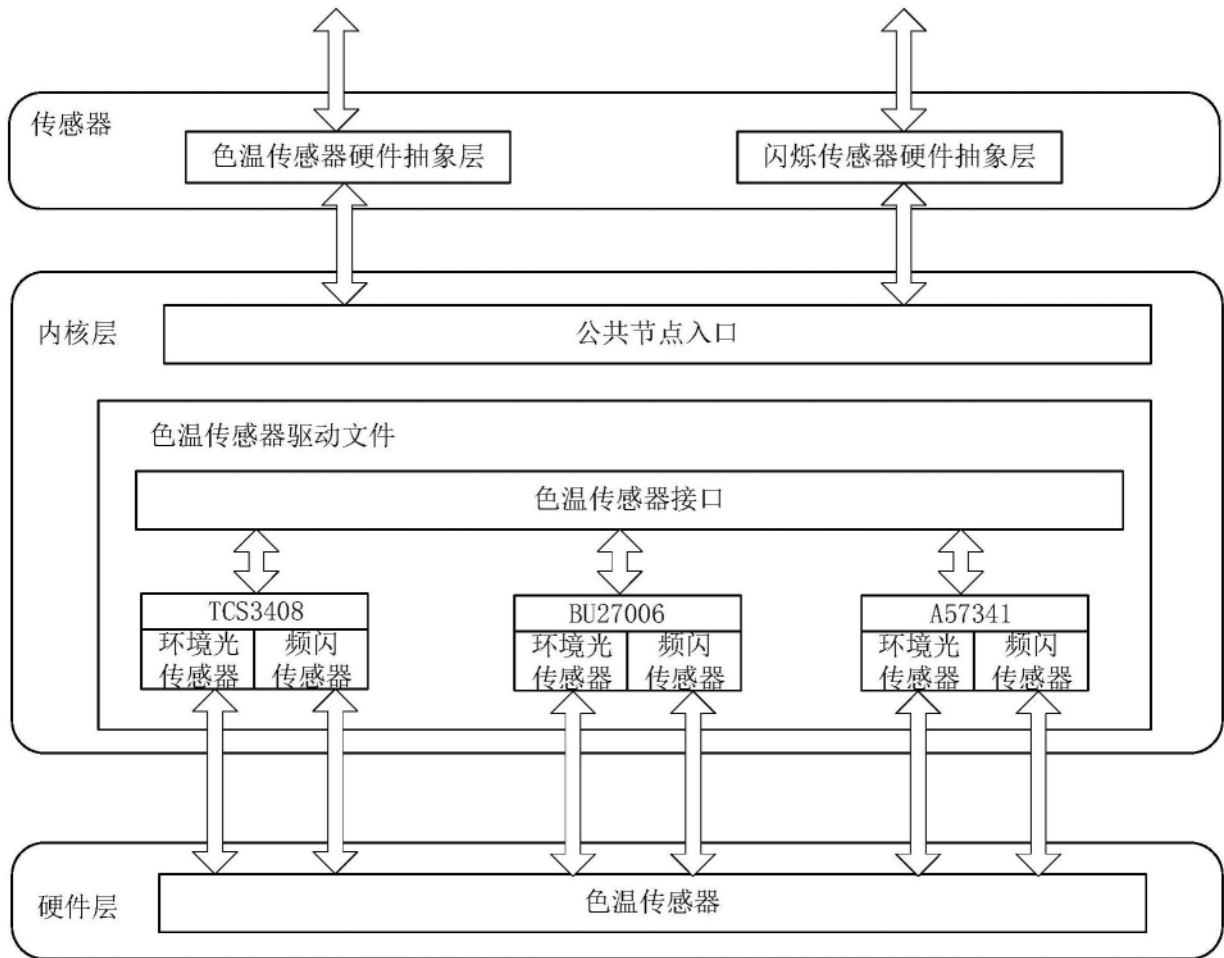 传感器
色温传感器硬件抽象层
闪烁传感器硬件抽象层
内核层
公共节点入口
色温传感器驱动文件
色温传感器接口
TCS3408
环境光
传感器
频闪
传感器
BU27006
环境光
传感器
频闪
传感器
A57341
环境光
传感器
频闪
传感器
硬件层
色温传感器